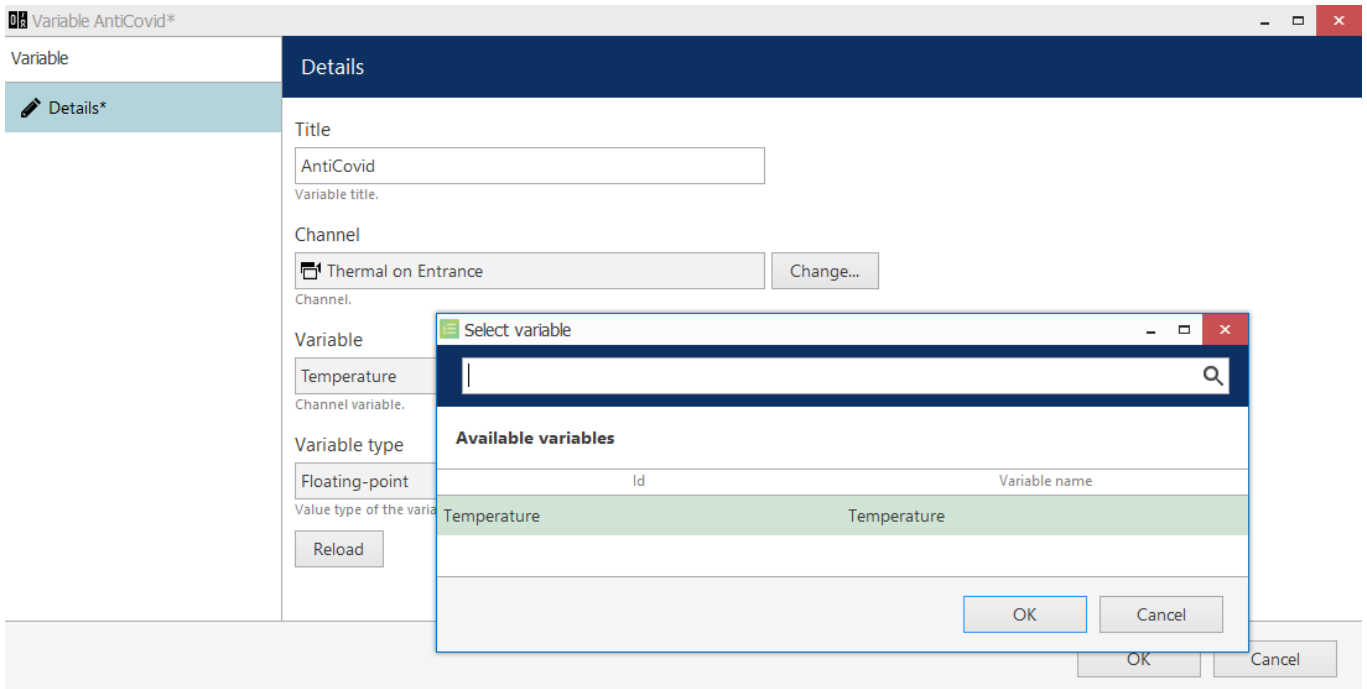 Variable AntiCovid*
Variable
Details*
Details
Title
AntiCovid
Variable title.
Channel
Thermal on Entrance
Change...
Channel.
Variable
Temperature
Channel variable.
Variable type
Floating-point
Value type of the varia
Reload
Select variable
Available variables
Id Variable name
Temperature Temperature
OK Cancel
OK Cancel